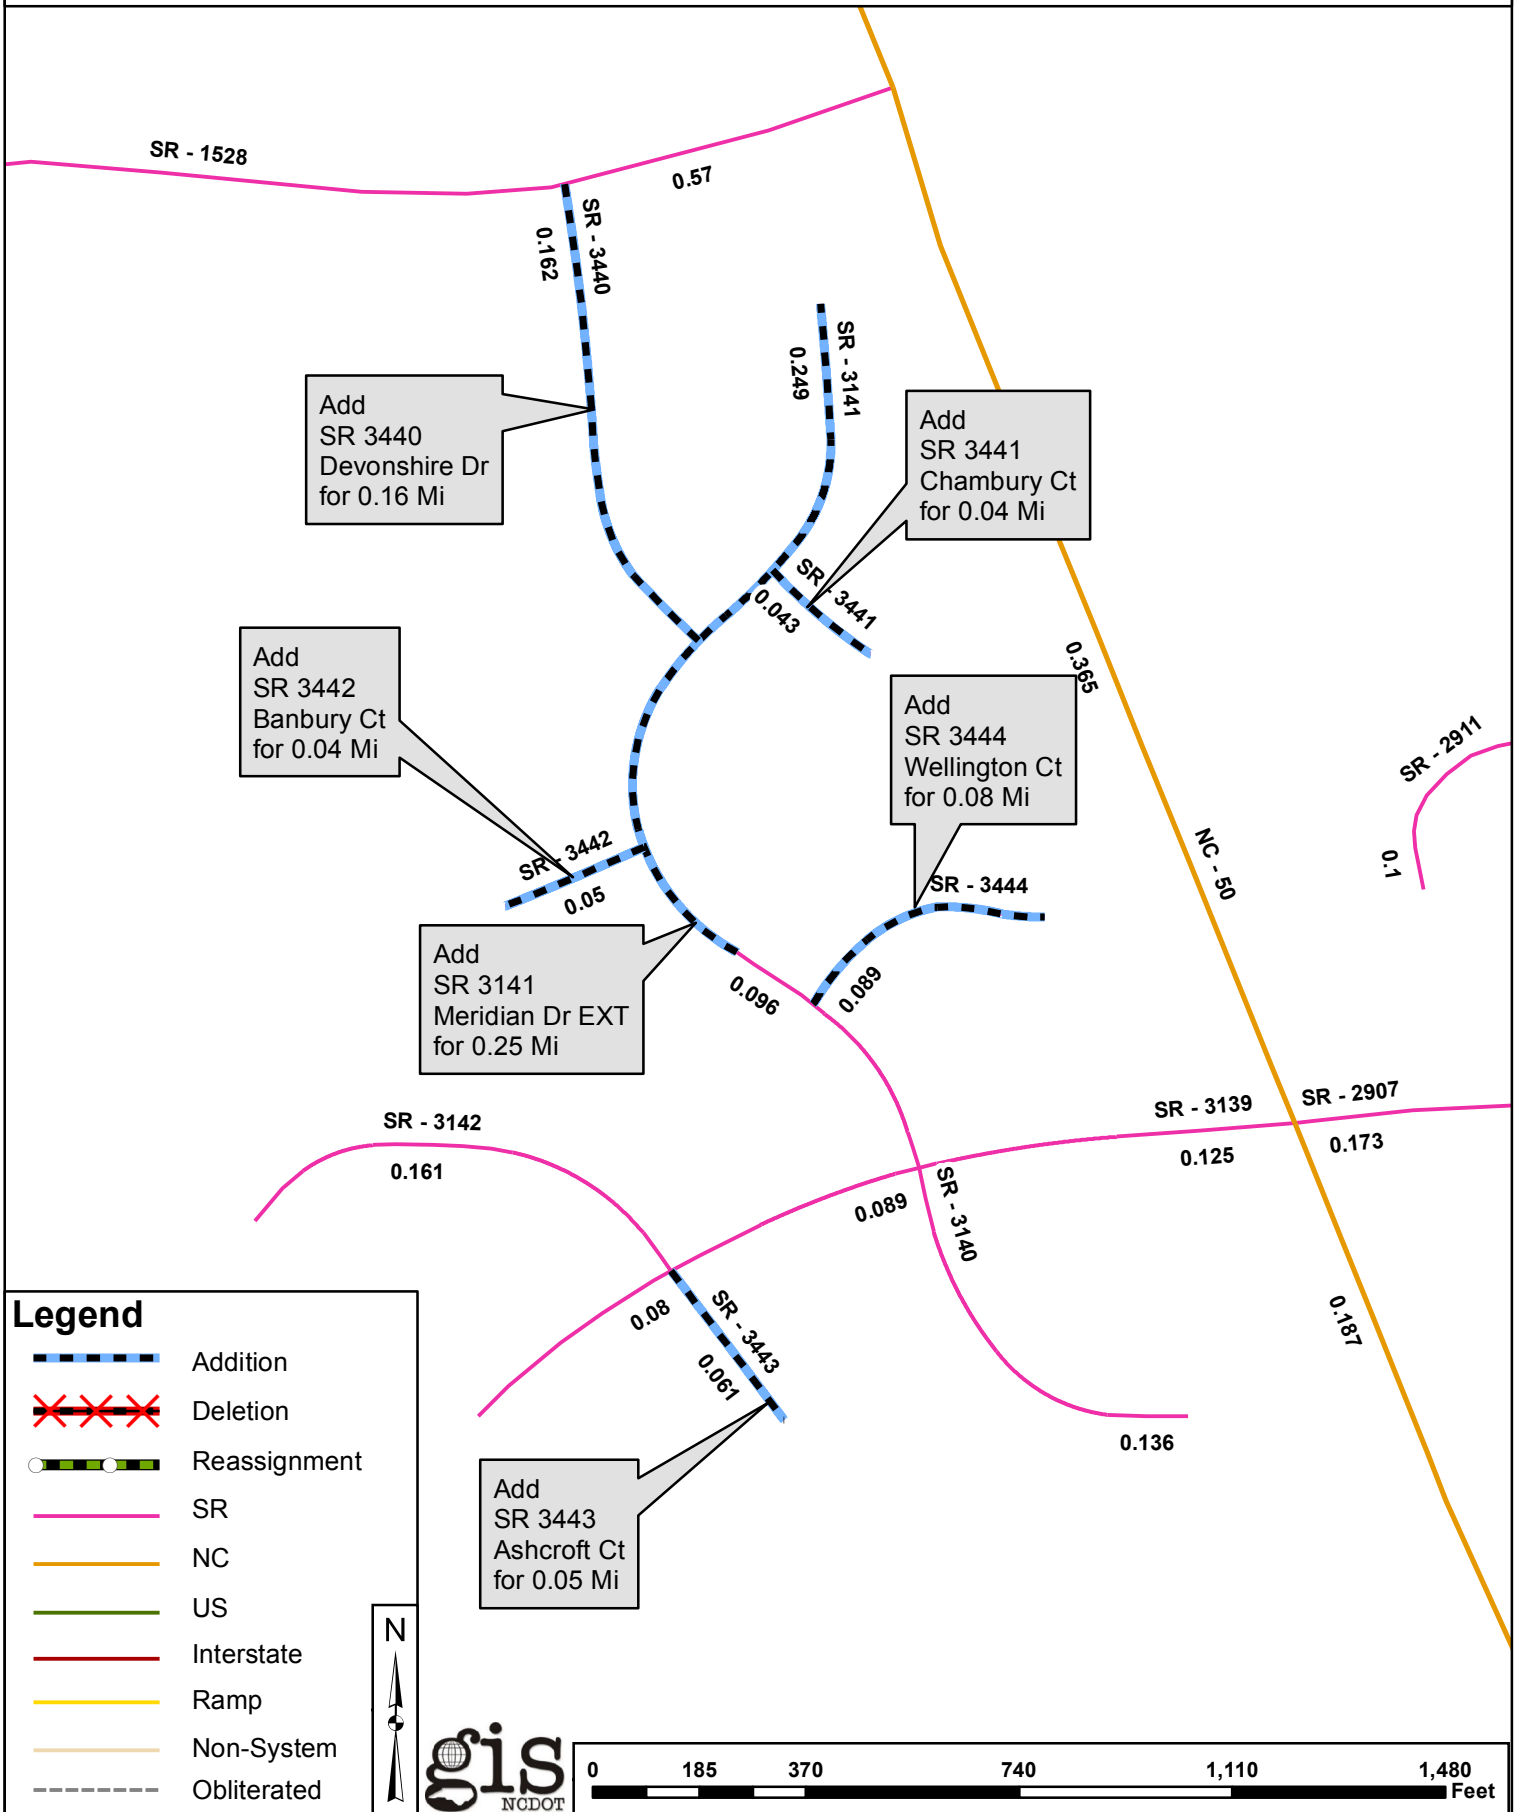 SR - 1528
0.57
SR - 3440
0.162
SR - 3141
0.249
Add
SR 3440
Devonshire Dr
for 0.16 Mi
Add
SR 3441
Chambury Ct
for 0.04 Mi
SR - 3441
0.043
0.365
Add
SR 3442
Banbury Ct
for 0.04 Mi
Add
SR 3444
Wellington Ct
for 0.08 Mi
SR - 2911
0.1
NC - 50
SR - 3442
0.05
SR - 3444
0.089
Add
SR 3141
Meridian Dr EXT
for 0.25 Mi
0.096
SR - 3142
0.161
SR - 3139
0.125
SR - 2907
0.173
0.089
SR - 3140
0.136
0.187
0.08
SR - 3443
0.061
Add
SR 3443
Ashcroft Ct
for 0.05 Mi
Legend
Addition
Deletion
Reassignment
SR
NC
US
Interstate
Ramp
Non-System
Obliterated
N
gis
NCDOT
0 185 370 740 1,110 1,480
Feet